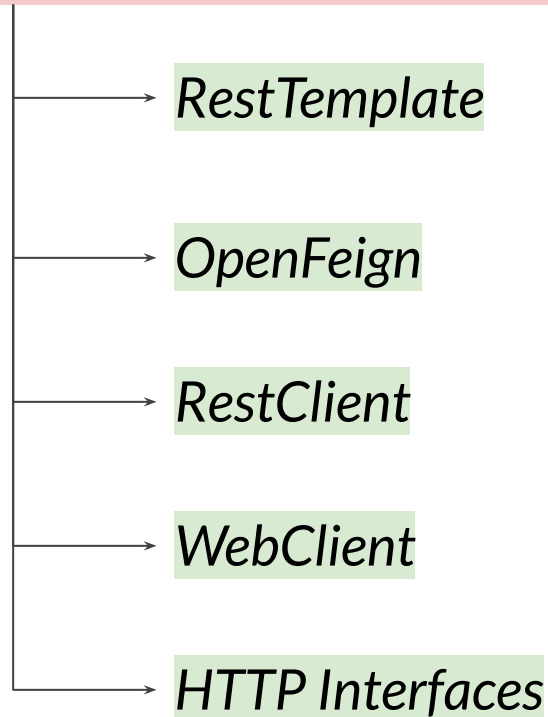 RestTemplate
OpenFeign
RestClient
WebClient
HTTP Interfaces